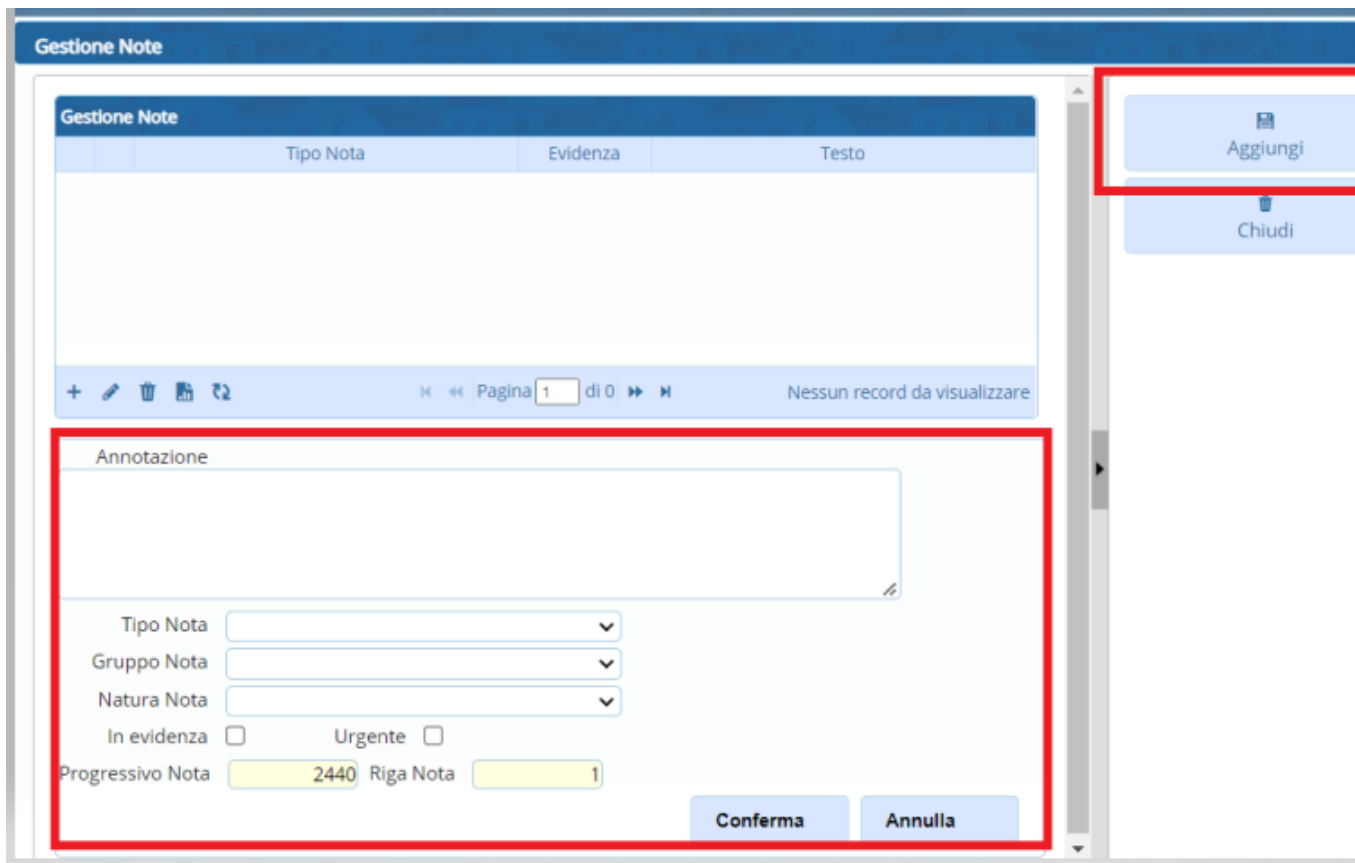 Gestione Note
Gestione Note
Tipo Nota Evidenza Testo
Pagina 1 di 0 Nessun record da visualizzare
Annotazione
Tipo Nota
Gruppo Nota
Natura Nota
In evidenza Urgente
Progressivo Nota 2440 Riga Nota 1
Conferma Annulla
Aggiungi
Chiudi